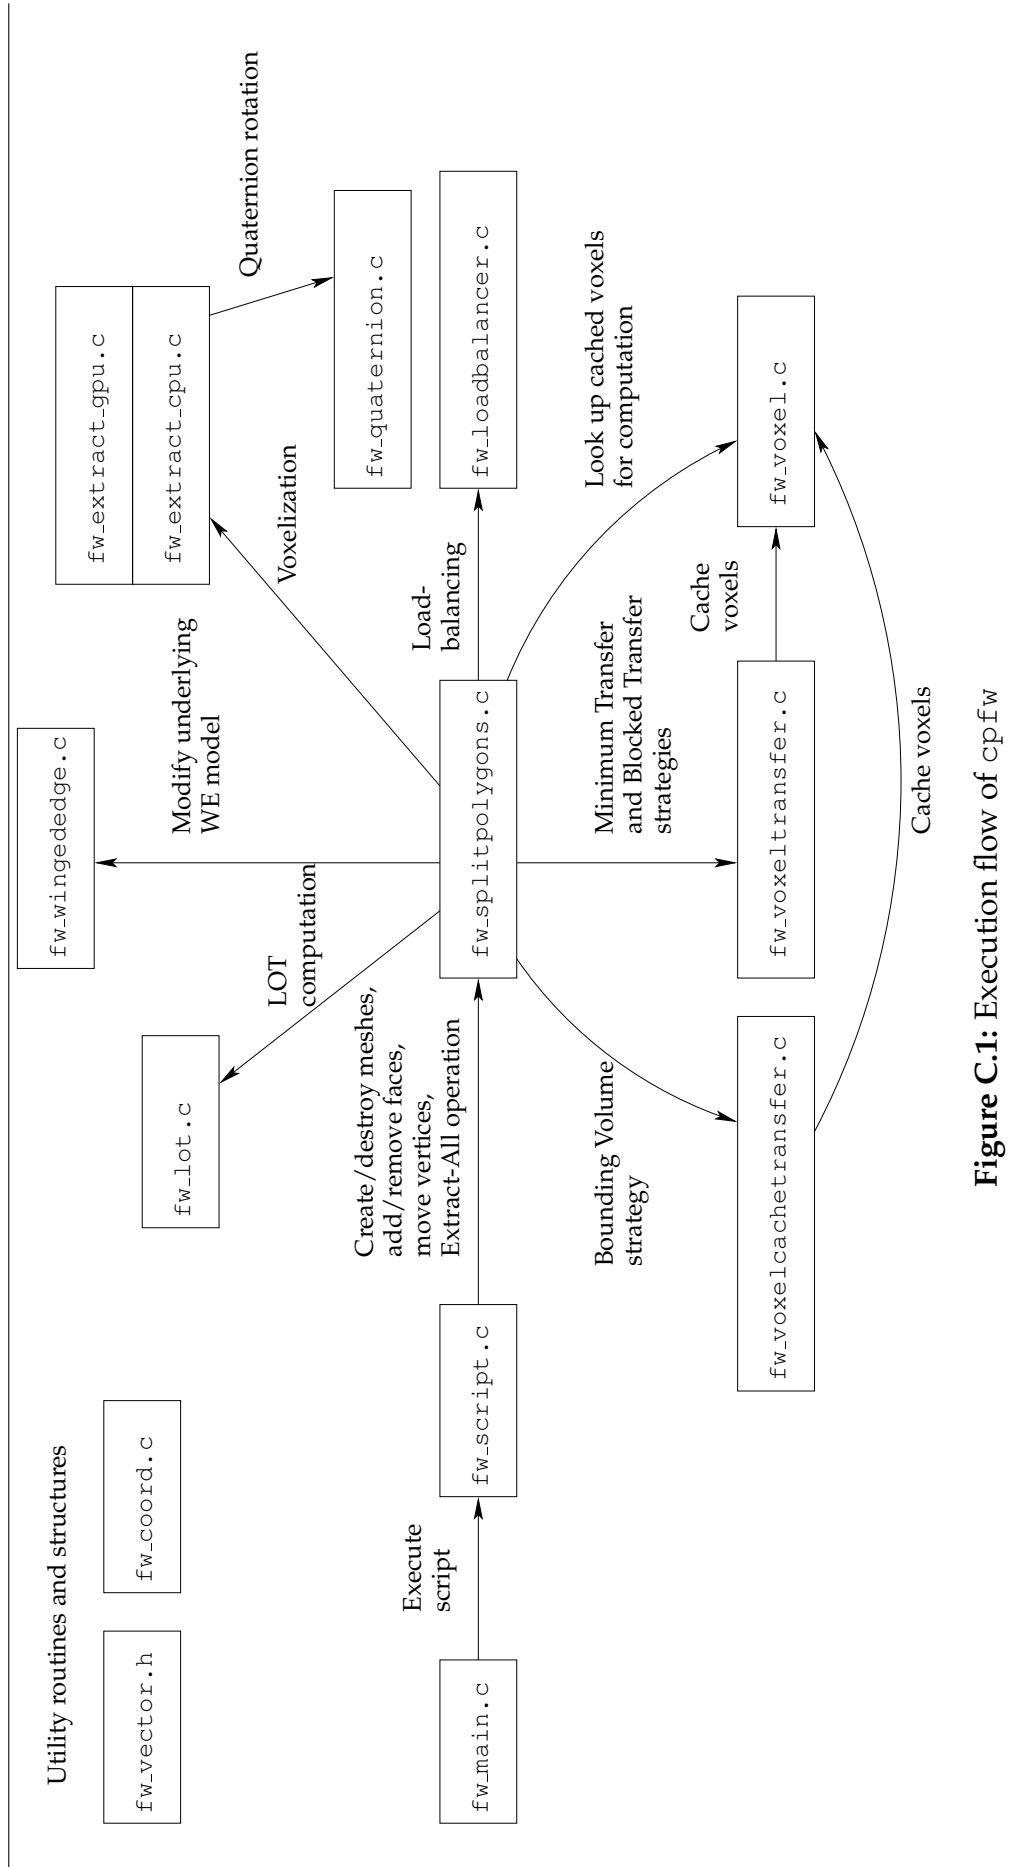 Utility routines and structures
fw_vector.h
fw_coord.c
fw_lot.c
fw_wingededge.c
fw_extract_gpu.c
fw_extract_cpu.c
Quaternion rotation
LOT
computation
Modify underlying
WE model
Voxelization
fw_quaternion.c
Execute
script
Create/destroy meshes,
add/remove faces,
move vertices,
Extract-All operation
Load-
balancing
fw_main.c
fw_script.c
fw_splitpolygons.c
fw_loadbalancer.c
Bounding Volume
strategy
Minimum Transfer
and Blocked Transfer
strategies
Look up cached voxels
for computation
Cache
voxels
fw_voxelcachetransfer.c
fw_voxeltransfer.c
fw_voxel.c
Cache voxels
Figure C.1: Execution flow of cpfw